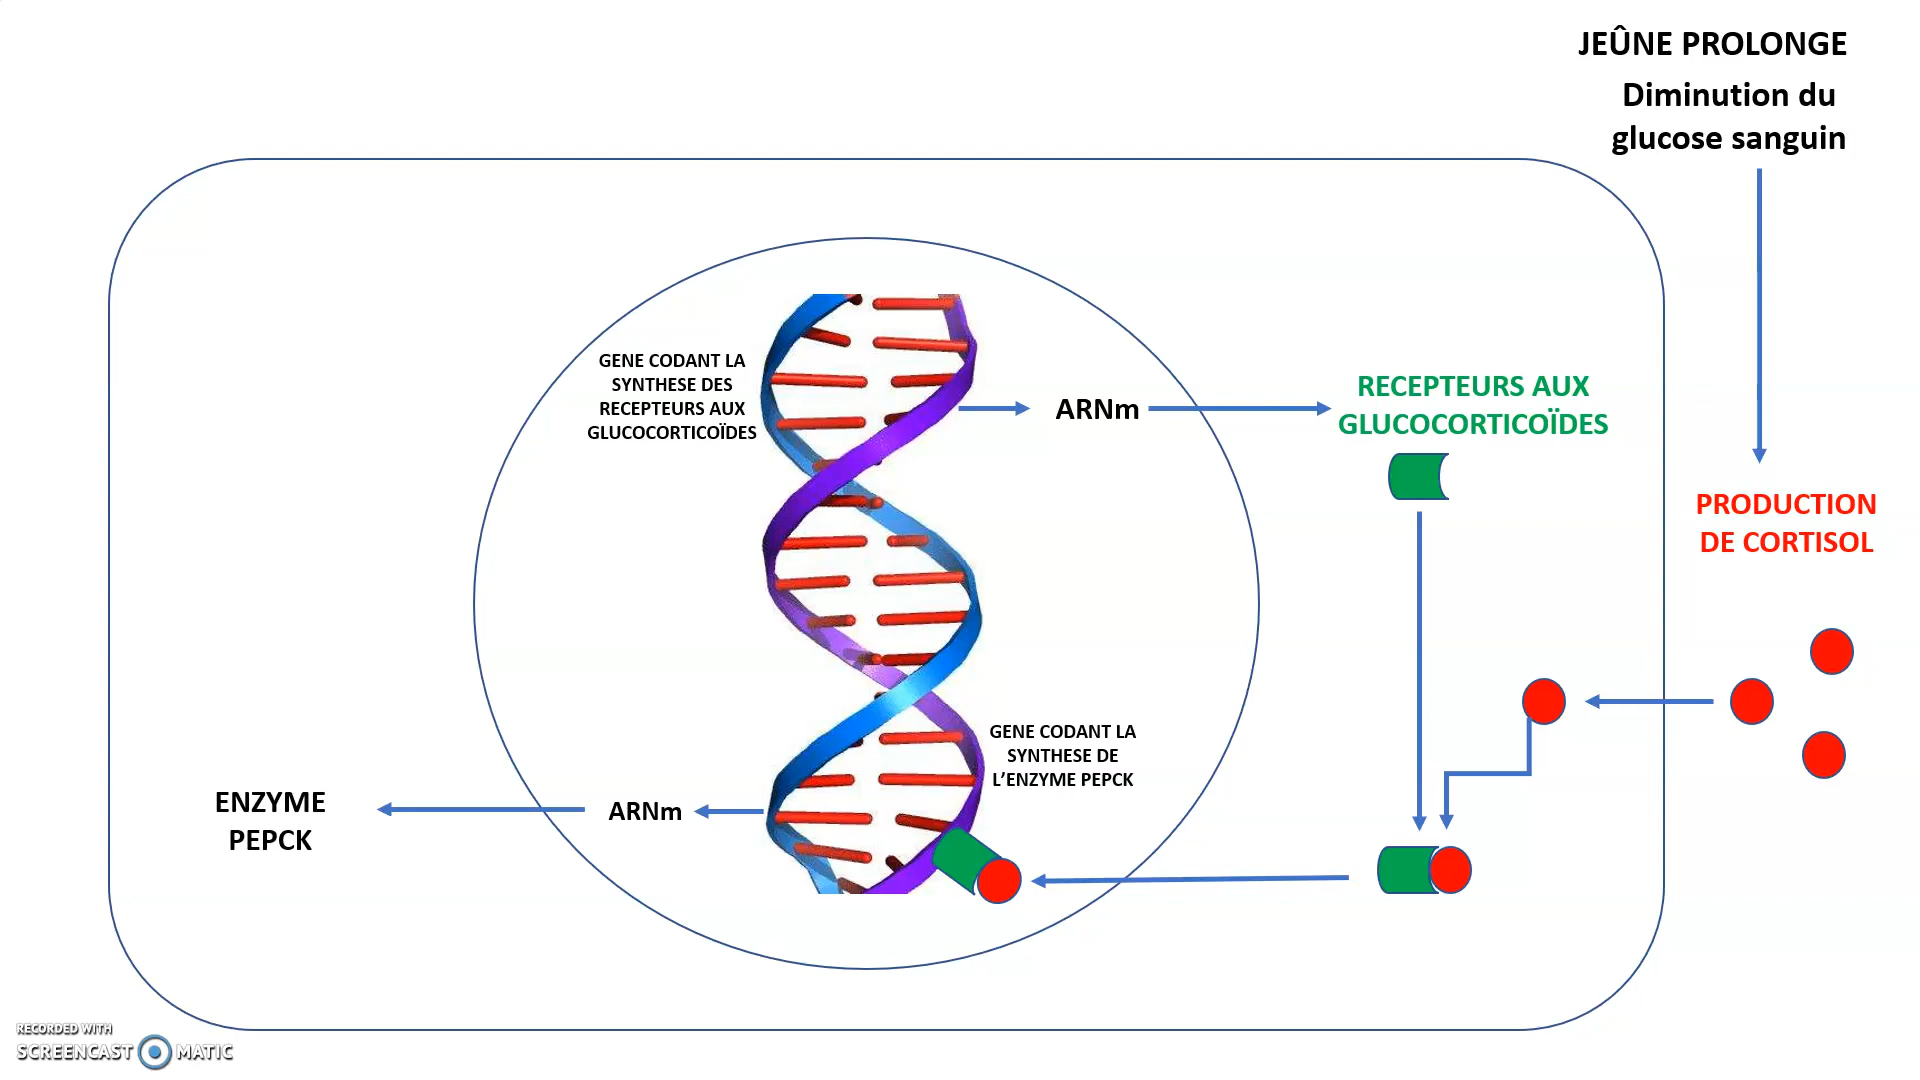 JEÛNE PROLONGE
Diminution du
glucose sanguin
GENE CODANT LA
SYNTHESE DES
RECEPTEURS AUX
GLUCOCORTICOÏDES
ARNm
RECEPTEURS AUX
GLUCOCORTICOÏDES
PRODUCTION
DE CORTISOL
GENE CODANT LA
SYNTHESE DE
L'ENZYME PEPCK
ARNm
ENZYME
PEPCK
RECORDED WITH
SCREENCAST MATIC